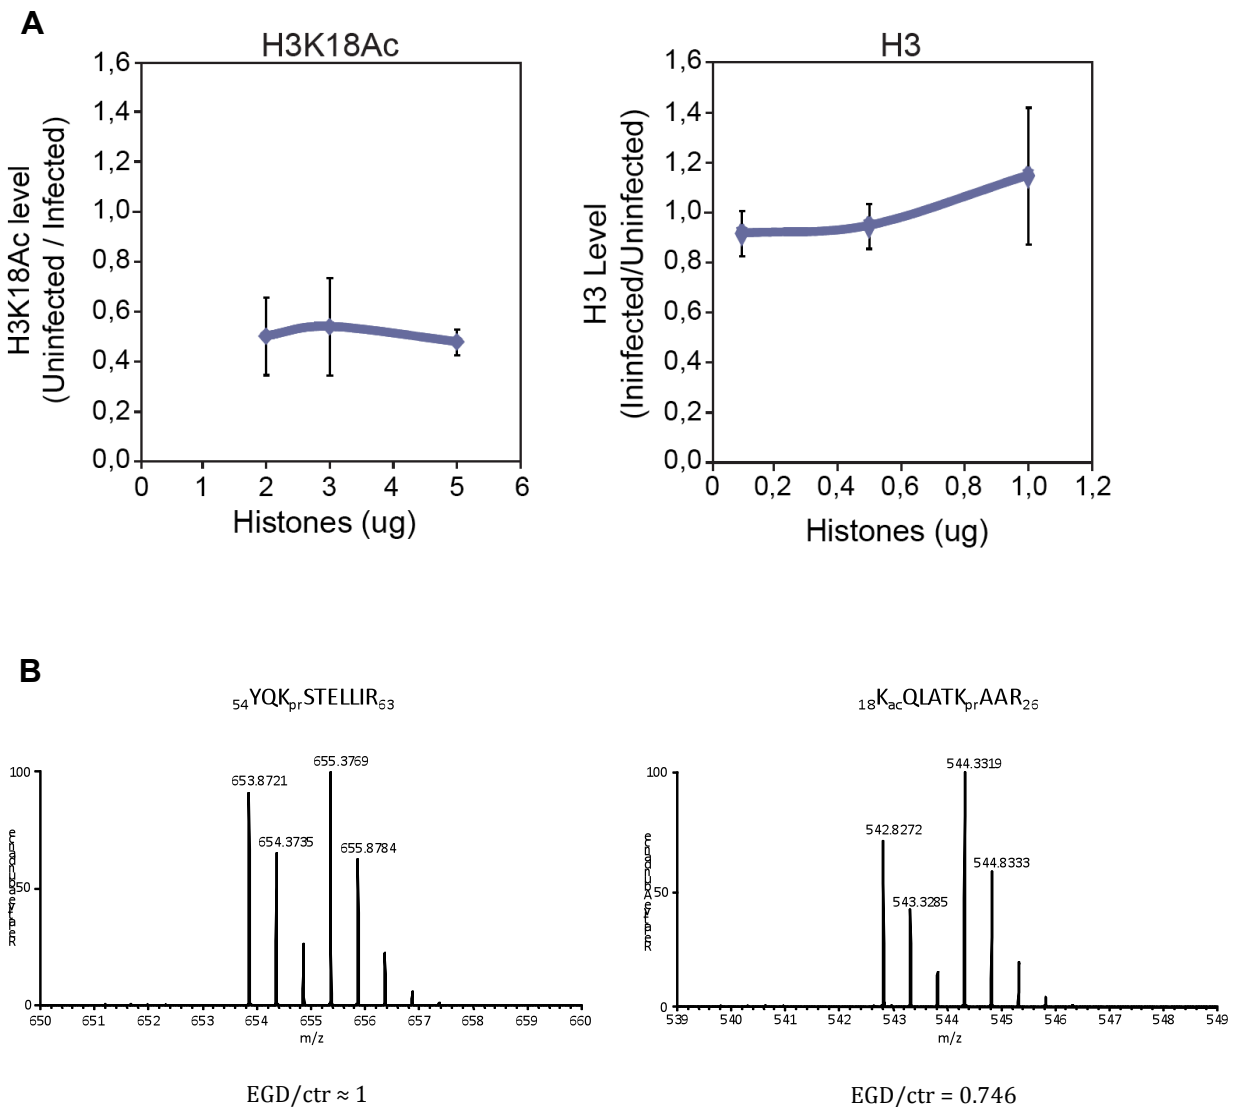 A
H3K18Ac
H3K18Ac level
(Uninfected / Infected)
1,6
1,4
1,2
1,0
0,8
0,6
0,4
0,2
0,0
0 1 2 3 4 5 6
Histones (ug)
H3
H3 Level
(Ininfected/Uninfected)
1,6
1,4
1,2
1,0
0,8
0,6
0,4
0,2
0,0
0 0,2 0,4 0,6 0,8 1,0 1,2
Histones (ug)
B
54YQKprSTELLIR63
Relative Abundance
100
50
0
653.8721
654.3735
655.3769
655.8784
650 651 652 653 654 655 656 657 658 659 660
m/z
EGD/ctr ≈ 1
18KacQLATKprAAR26
Relative Abundance
100
50
0
542.8272
543.3285
544.3319
544.8333
539 540 541 542 543 544 545 546 547 548 549
m/z
EGD/ctr = 0.746